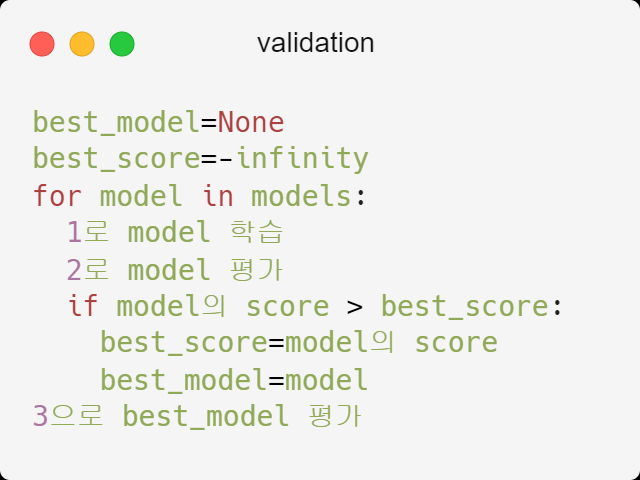 validation
best_model=None
best_score=-infinity
for model in models:
  1로 model 학습
  2로 model 평가
  if model의 score > best_score:
    best_score=model의 score
    best_model=model
3으로 best_model 평가